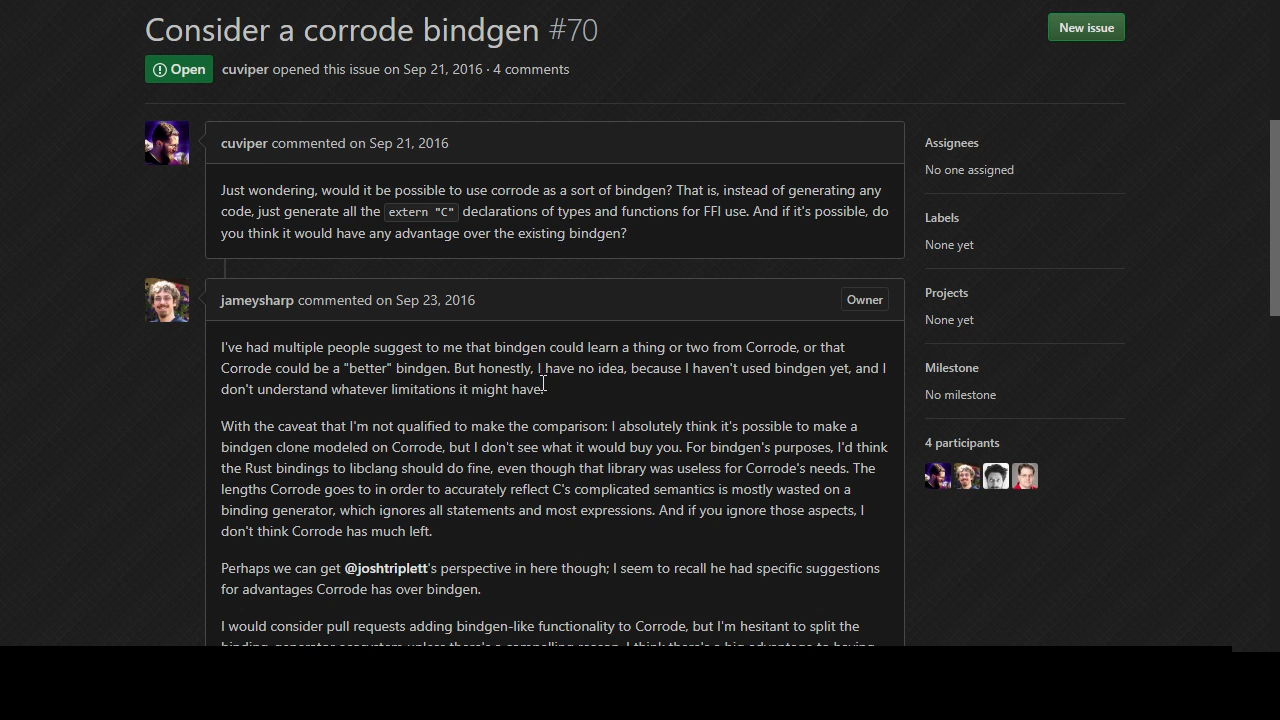 Consider a corrode bindgen #70
New issue
Open cuviper opened this issue on Sep 21, 2016 · 4 comments
cuviper commented on Sep 21, 2016
Just wondering, would it be possible to use corrode as a sort of bindgen? That is, instead of generating any
code, just generate all the extern "C" declarations of types and functions for FFI use. And if it's possible, do
you think it would have any advantage over the existing bindgen?
jameysharp commented on Sep 23, 2016
Owner
I've had multiple people suggest to me that bindgen could learn a thing or two from Corrode, or that
Corrode could be a "better" bindgen. But honestly, I have no idea, because I haven't used bindgen yet, and I
don't understand whatever limitations it might have.
With the caveat that I'm not qualified to make the comparison: I absolutely think it's possible to make a
bindgen clone modeled on Corrode, but I don't see what it would buy you. For bindgen's purposes, I'd think
the Rust bindings to libclang should do fine, even though that library was useless for Corrode's needs. The
lengths Corrode goes to in order to accurately reflect C's complicated semantics is mostly wasted on a
binding generator, which ignores all statements and most expressions. And if you ignore those aspects, I
don't think Corrode has much left.
Perhaps we can get @joshtriplett's perspective in here though; I seem to recall he had specific suggestions
for advantages Corrode has over bindgen.
I would consider pull requests adding bindgen-like functionality to Corrode, but I'm hesitant to split the
binding-generator ecosystem unless there's a compelling reason. I think there's a big advantage to having
Assignees
No one assigned
Labels
None yet
Projects
None yet
Milestone
No milestone
4 participants